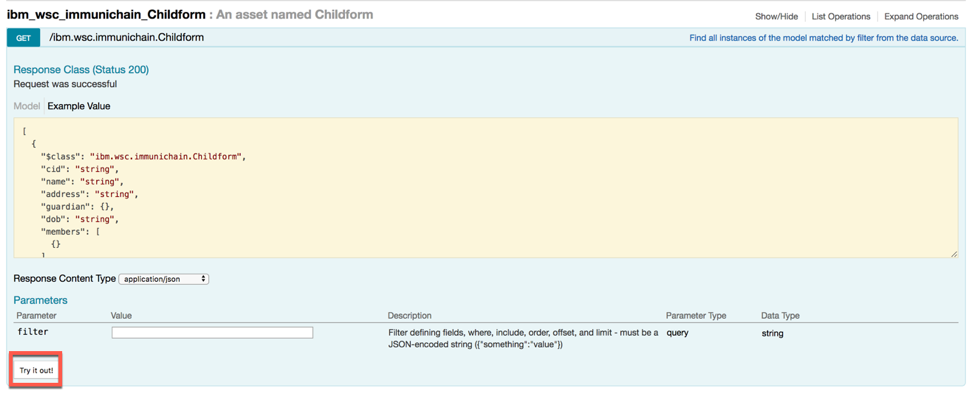 ibm_wsc_immunichain_Childform : An asset named Childform
Show/Hide List Operations Expand Operations
GET /ibm.wsc.immunichain.Childform
Find all instances of the model matched by filter from the data source.
Response Class (Status 200)
Request was successful
Model Example Value
[
{
"$class": "ibm.wsc.immunichain.Childform",
"cid": "string",
"name": "string",
"address": "string",
"guardian": {},
"dob": "string",
"members": [
{}
]
Response Content Type application/json
Parameters
Parameter Value Description Parameter Type Data Type
filter Filter defining fields, where, include, order, offset, and limit - must be a query string
JSON-encoded string ({"something":"value"})
Try it out!